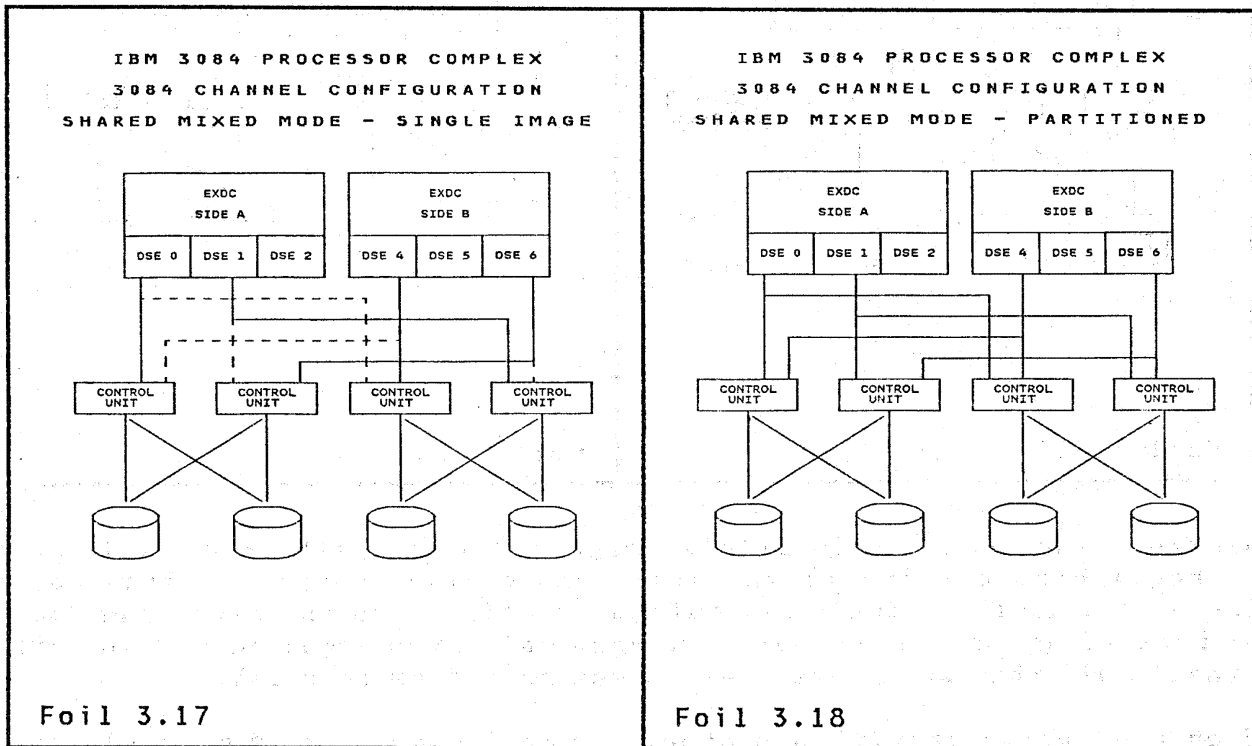 IBM 3084 PROCESSOR COMPLEX
3084 CHANNEL CONFIGURATION
SHARED MIXED MODE - SINGLE IMAGE
EXDC
SIDE A
DSE 0
DSE 1
DSE 2
EXDC
SIDE B
DSE 4
DSE 5
DSE 6
CONTROL
UNIT
CONTROL
UNIT
CONTROL
UNIT
CONTROL
UNIT
Foil 3.17
IBM 3084 PROCESSOR COMPLEX
3084 CHANNEL CONFIGURATION
SHARED MIXED MODE - PARTITIONED
EXDC
SIDE A
DSE 0
DSE 1
DSE 2
EXDC
SIDE B
DSE 4
DSE 5
DSE 6
CONTROL
UNIT
CONTROL
UNIT
CONTROL
UNIT
CONTROL
UNIT
Foil 3.18